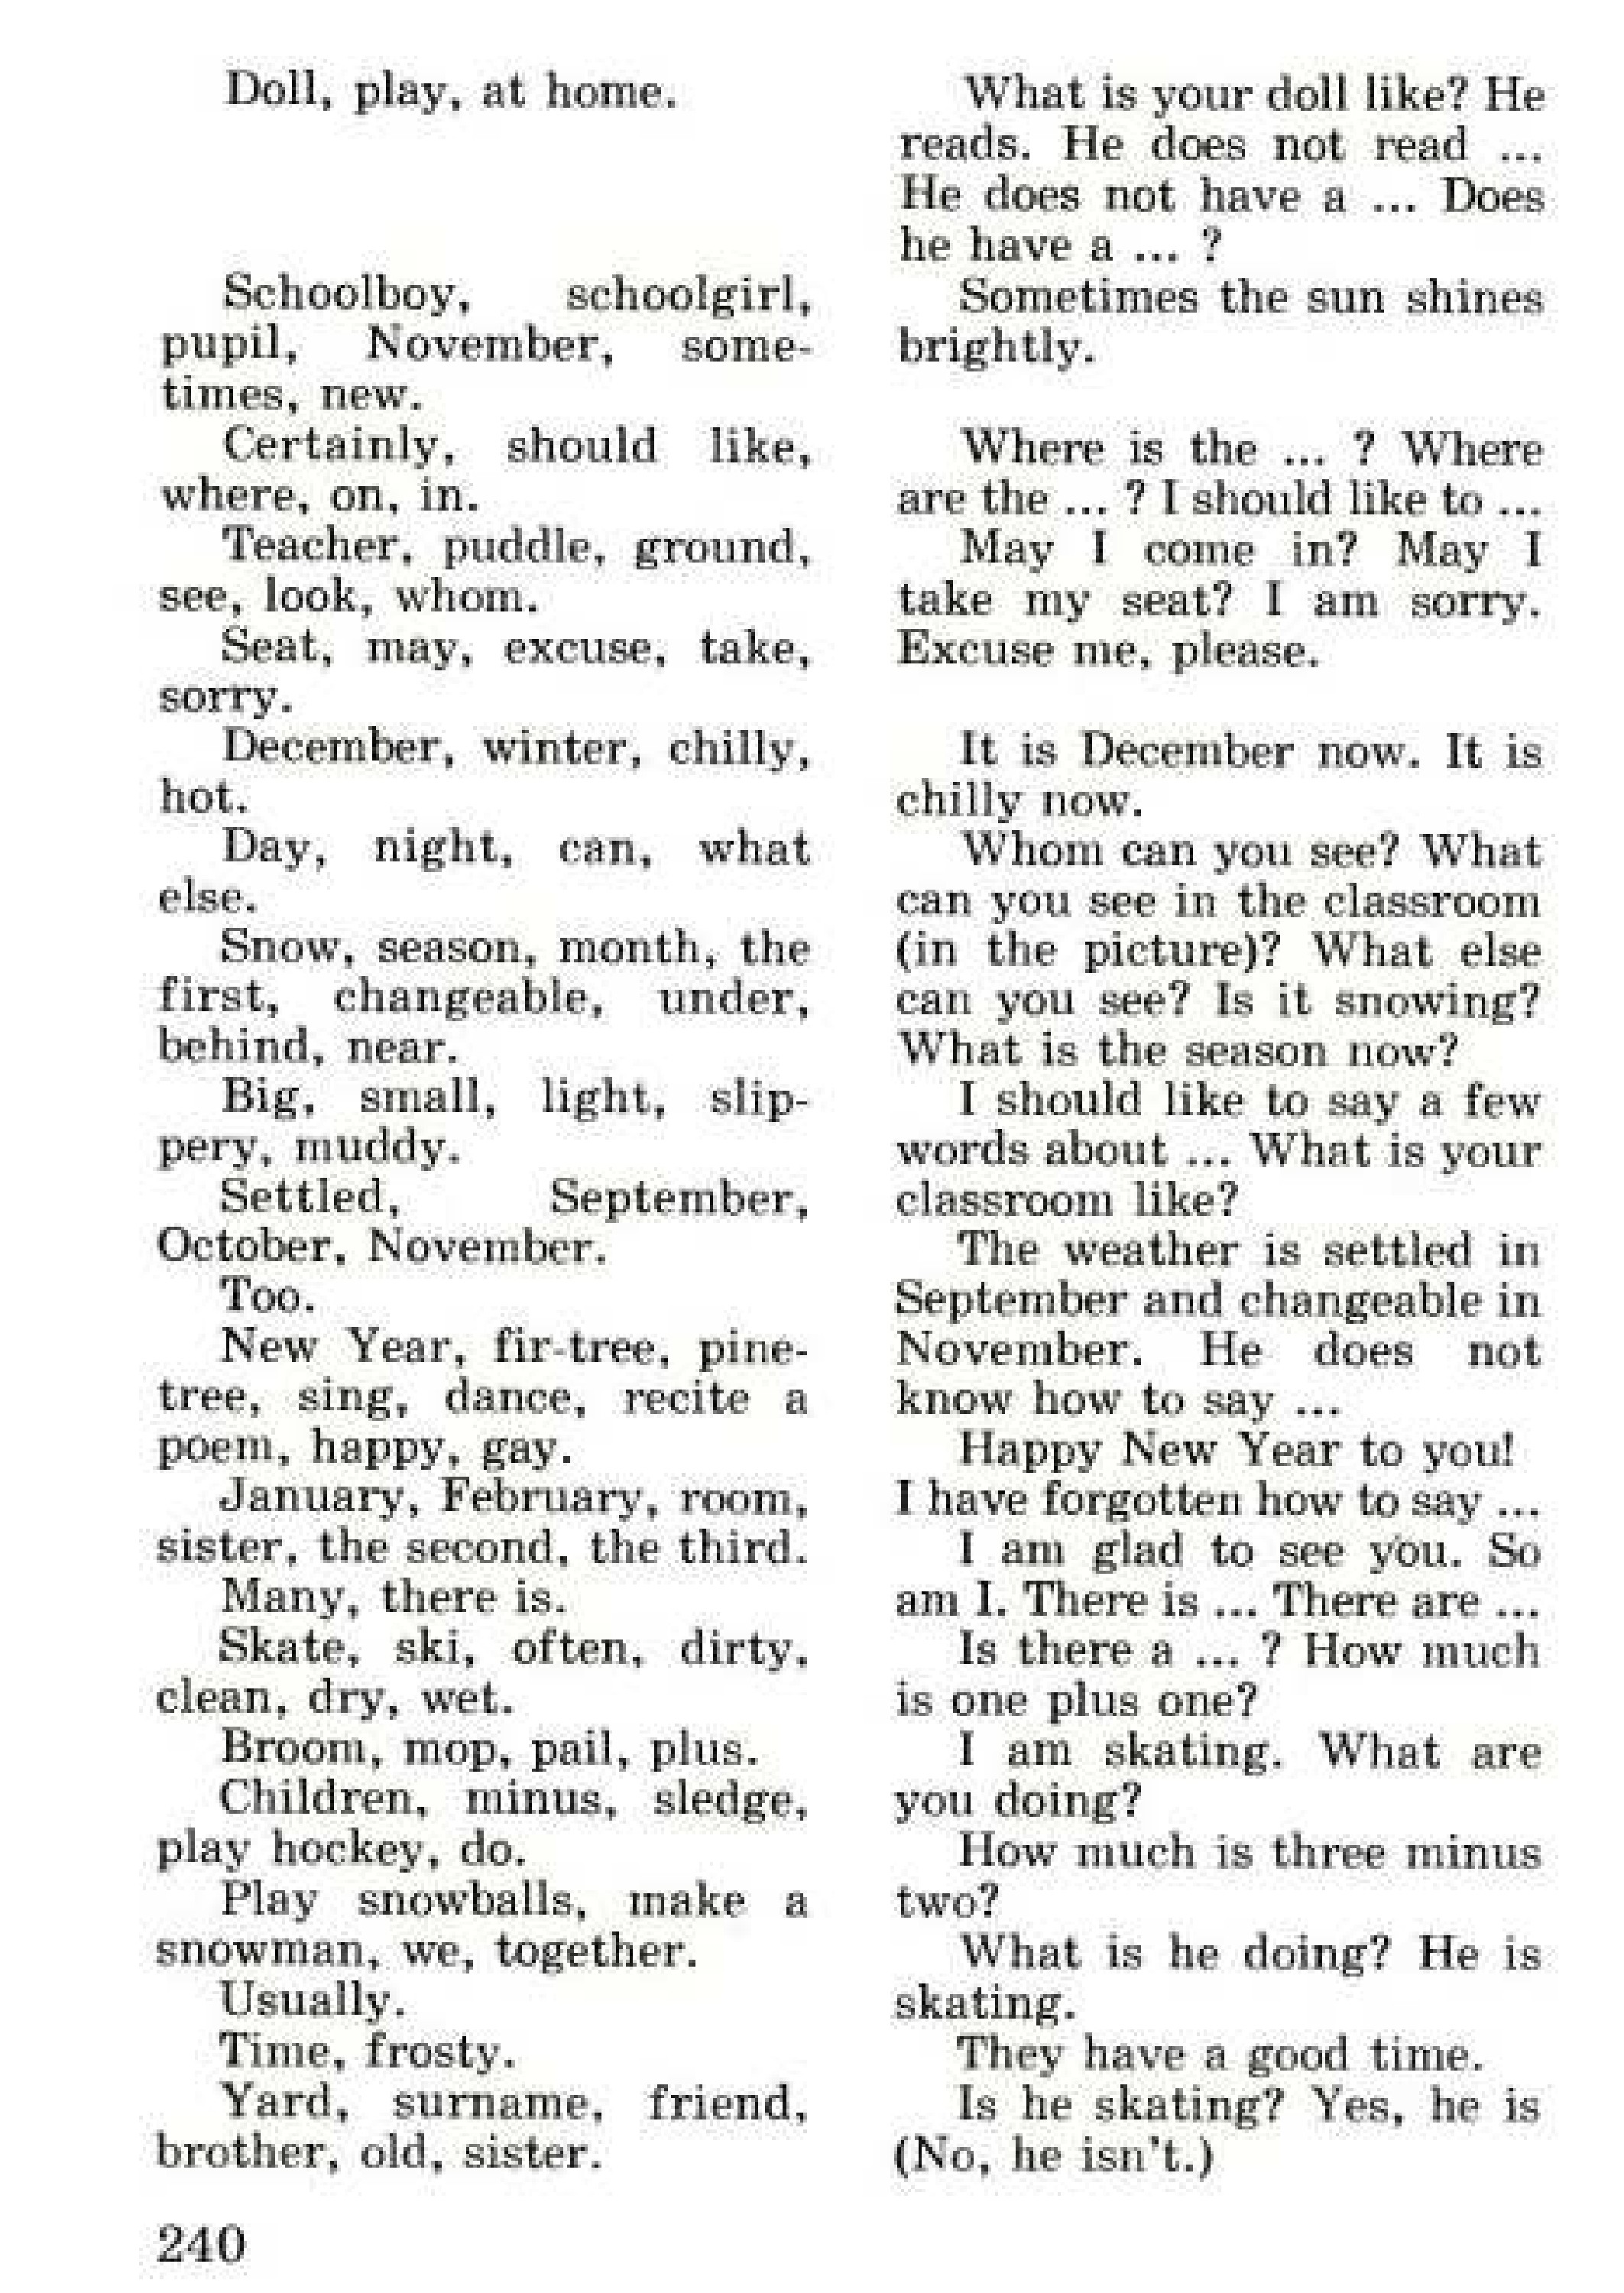 Doll, play, at home.
Schoolboy, schoolgirl,
pupil, November, some-
times, new.
Certainly, should like,
where, on, in.
Teacher, puddle, ground,
see, look, whom.
Seat, may, excuse, take,
sorry.
December, winter, chilly,
hot.
Day, night, can, what
else.
Snow, season, month, the
first, changeable, under,
behind, near.
Big, small, light, slip-
pery, muddy.
Settled, September,
October, November.
Too.
New Year, fir-tree, pine-
tree, sing, dance, recite a
poem, happy, gay.
January, February, room,
sister, the second, the third.
Many, there is.
Skate, ski, often, dirty,
clean, dry, wet.
Broom, mop, pail, plus.
Children, minus, sledge,
play hockey, do.
Play snowballs, make a
snowman, we, together.
Usually.
Time, frosty.
Yard, surname, friend,
brother, old, sister.
What is your doll like? He
reads. He does not read ...
He does not have a ... Does
he have a ... ?
Sometimes the sun shines
brightly.
Where is the ... ? Where
are the ... ? I should like to ...
May I come in? May I
take my seat? I am sorry.
Excuse me, please.
It is December now. It is
chilly now.
Whom can you see? What
can you see in the classroom
(in the picture)? What else
can you see? Is it snowing?
What is the season now?
I should like to say a few
words about ... What is your
classroom like?
The weather is settled in
September and changeable in
November. He does not
know how to say ...
Happy New Year to you!
I have forgotten how to say ...
I am glad to see you. So
am I. There is ... There are ...
Is there a ... ? How much
is one plus one?
I am skating. What are
you doing?
How much is three minus
two?
What is he doing? He is
skating.
They have a good time.
Is he skating? Yes, he is
(No, he isn't.)
240